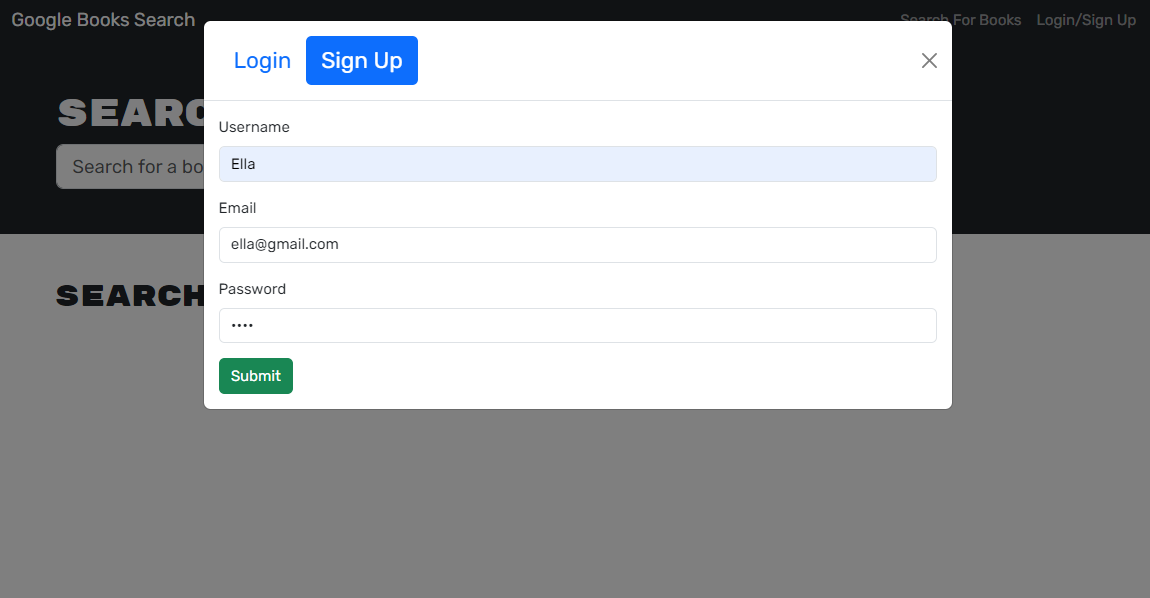 Google Books Search
Search For Books
Login/Sign Up
Login
Sign Up
SEARC
Search for a bo
Username
Ella
Email
ella@gmail.com
SEARCH
Password
••••
Submit